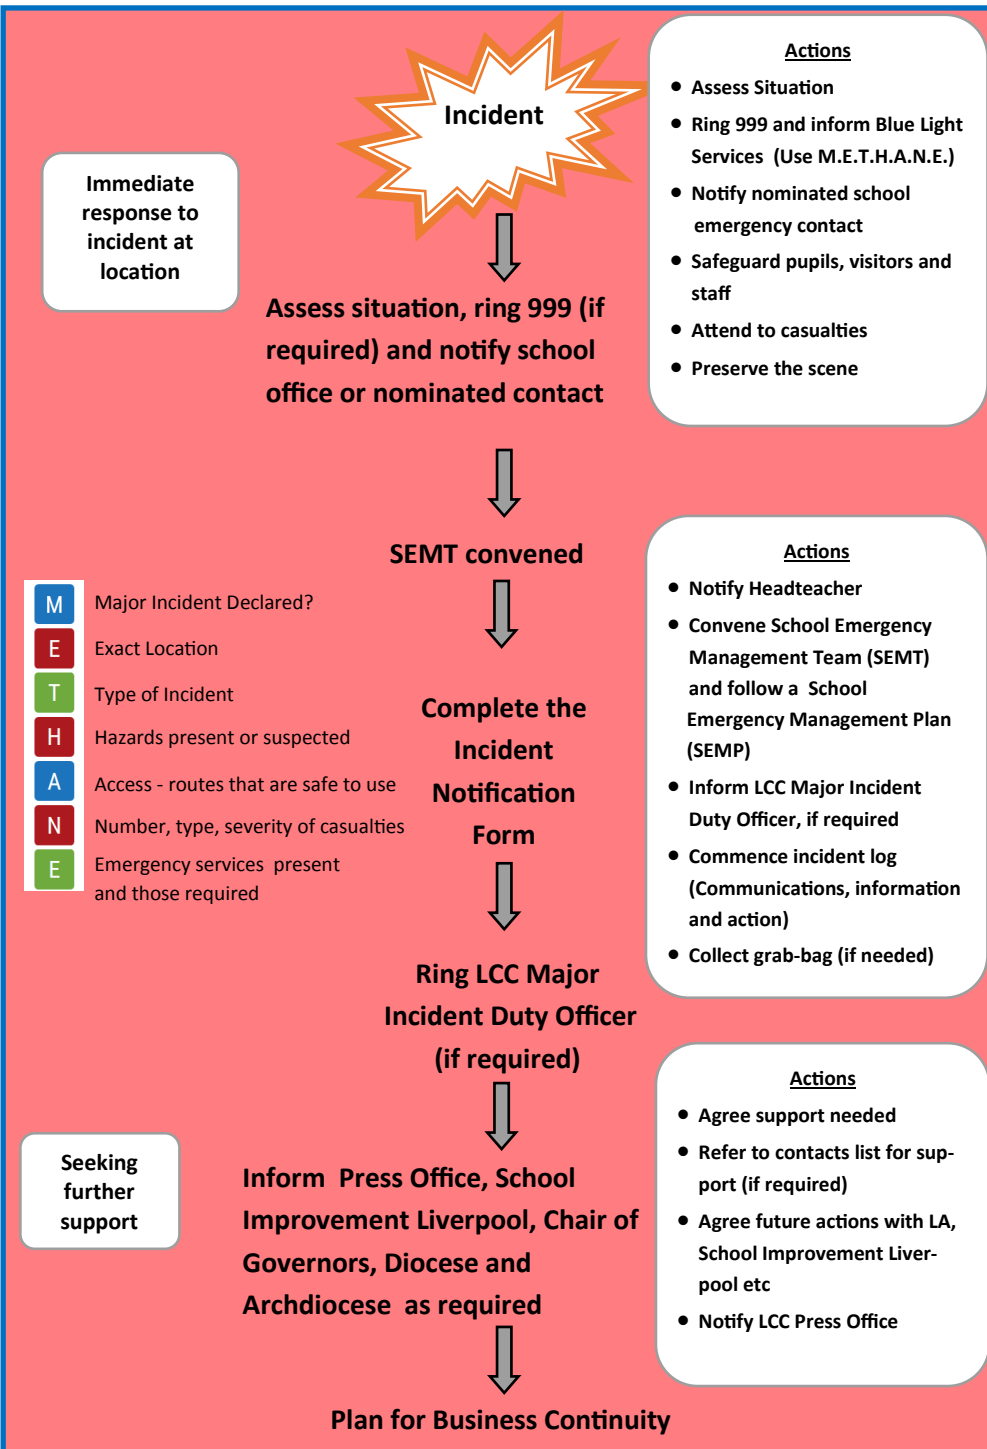 Incident
Actions
• Assess Situation
• Ring 999 and inform Blue Light
Services (Use M.E.T.H.A.N.E.)
• Notify nominated school
emergency contact
• Safeguard pupils, visitors and
staff
• Attend to casualties
• Preserve the scene
Immediate
response to
incident at
location
Assess situation, ring 999 (if
required) and notify school
office or nominated contact
SEMT convened
Actions
• Notify Headteacher
• Convene School Emergency
Management Team (SEMT)
and follow a School
Emergency Management Plan
(SEMP)
• Inform LCC Major Incident
Duty Officer, if required
• Commence incident log
(Communications, information
and action)
• Collect grab-bag (if needed)
M Major Incident Declared?
E Exact Location
T Type of Incident
H Hazards present or suspected
A Access - routes that are safe to use
N Number, type, severity of casualties
E Emergency services present
and those required
Complete the
Incident
Notification
Form
Ring LCC Major
Incident Duty Officer
(if required)
Actions
• Agree support needed
• Refer to contacts list for sup-
port (if required)
• Agree future actions with LA,
School Improvement Liver-
pool etc
• Notify LCC Press Office
Seeking
further
support
Inform Press Office, School
Improvement Liverpool, Chair of
Governors, Diocese and
Archdiocese as required
Plan for Business Continuity